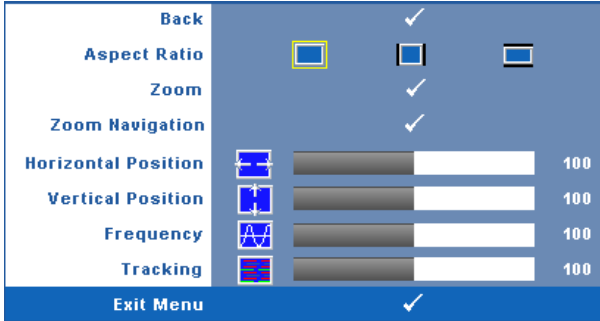 Back
Aspect Ratio
Zoom
Zoom Navigation
Horizontal Position 100
Vertical Position 100
Frequency 100
Tracking 100
Exit Menu